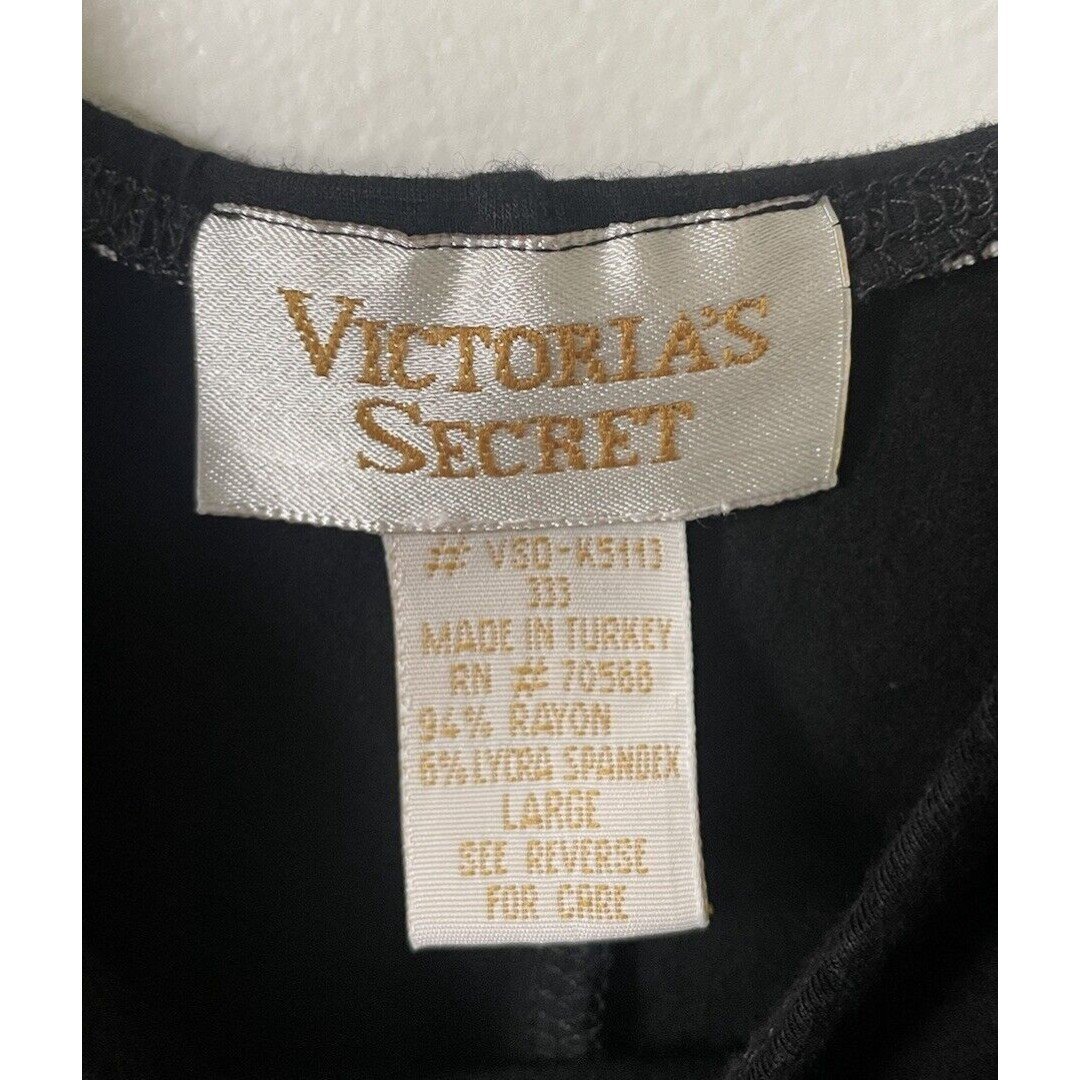 VICTORIA'S
SECRET
# VSO-K5113
333
MADE IN TURKEY
RN # 70568
94% RAYON
6% LYCRA SPANDEX
LARGE
SEE REVERSE
FOR CARE